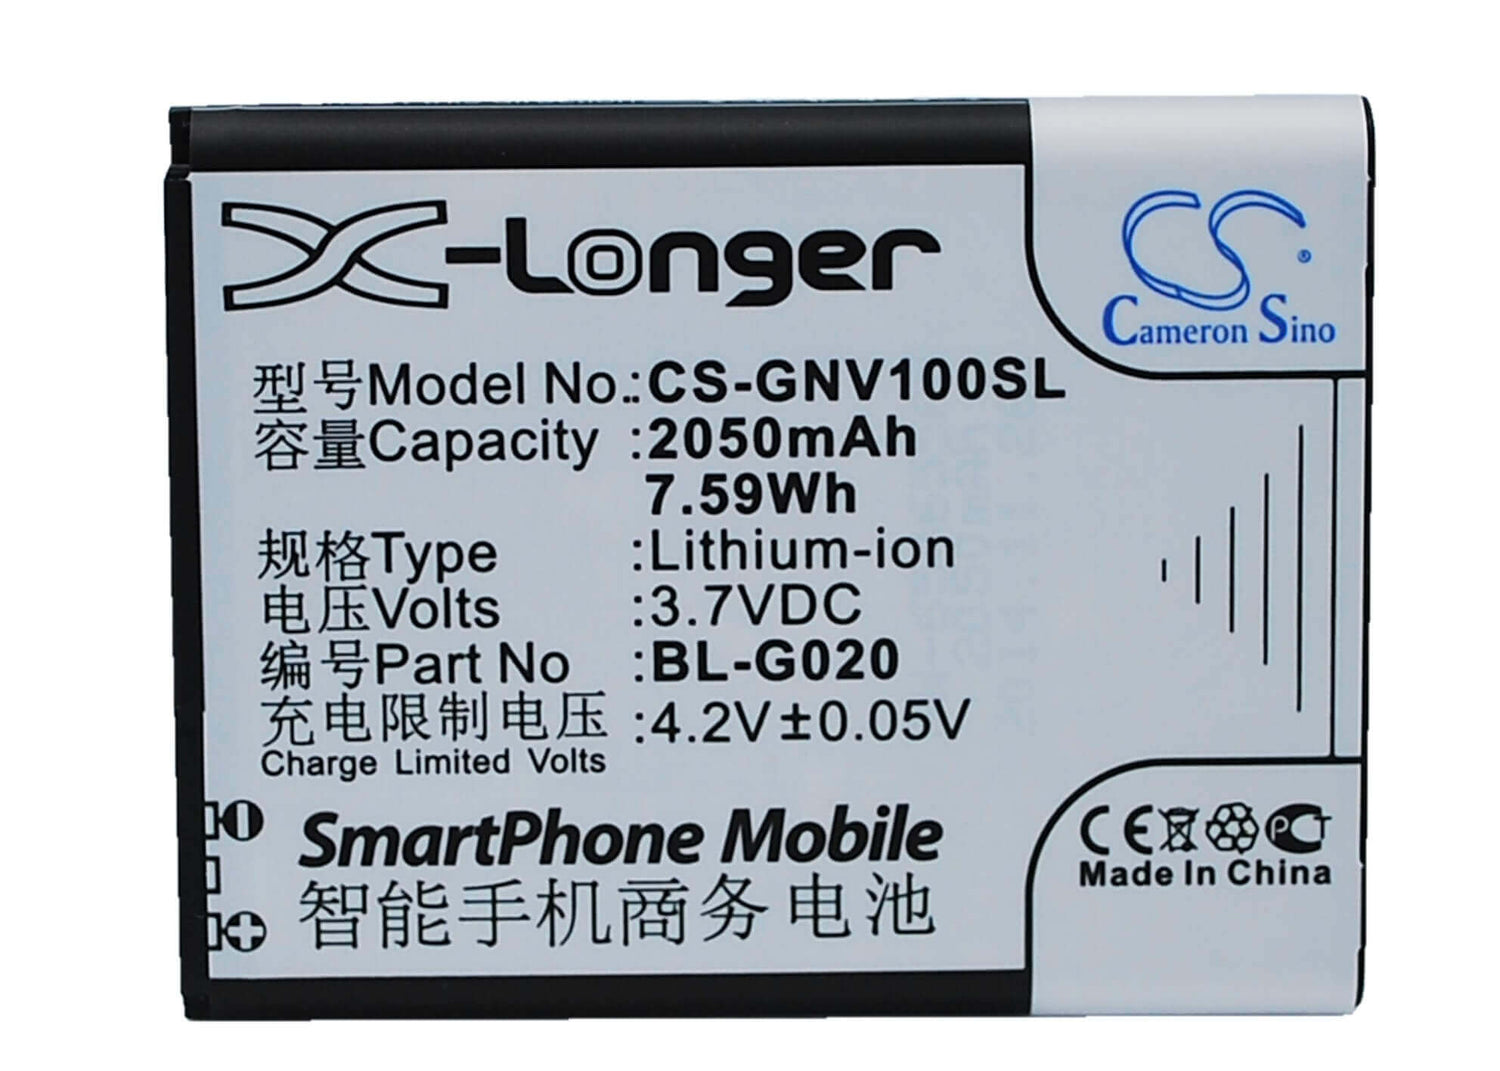 X-Longer
CS®
Cameron Sino
型号Model No.:CS-GNV100SL
容量Capacity :2050mAh
7.59Wh
规格Type :Lithium-ion
电压Volts :3.7VDC
编号Part No :BL-G020
充电限制电压 :4.2V±0.05V
Charge Limited Volts
SmartPhone Mobile
智能手机商务电池
CE PCT
Made In China